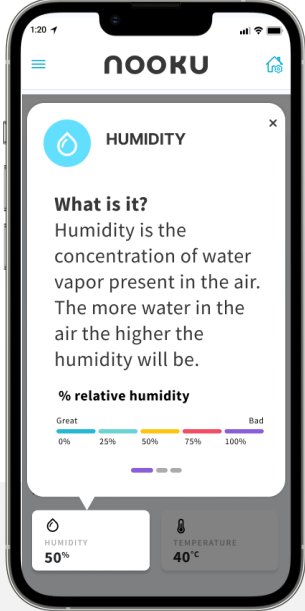 1:20
NOOKU
×
HUMIDITY
What is it?
Humidity is the
concentration of water
vapor present in the air.
The more water in the
air the higher the
humidity will be.
% relative humidity
Great Bad
0% 25% 50% 75% 100%
HUMIDITY TEMPERATURE
50% 40°C